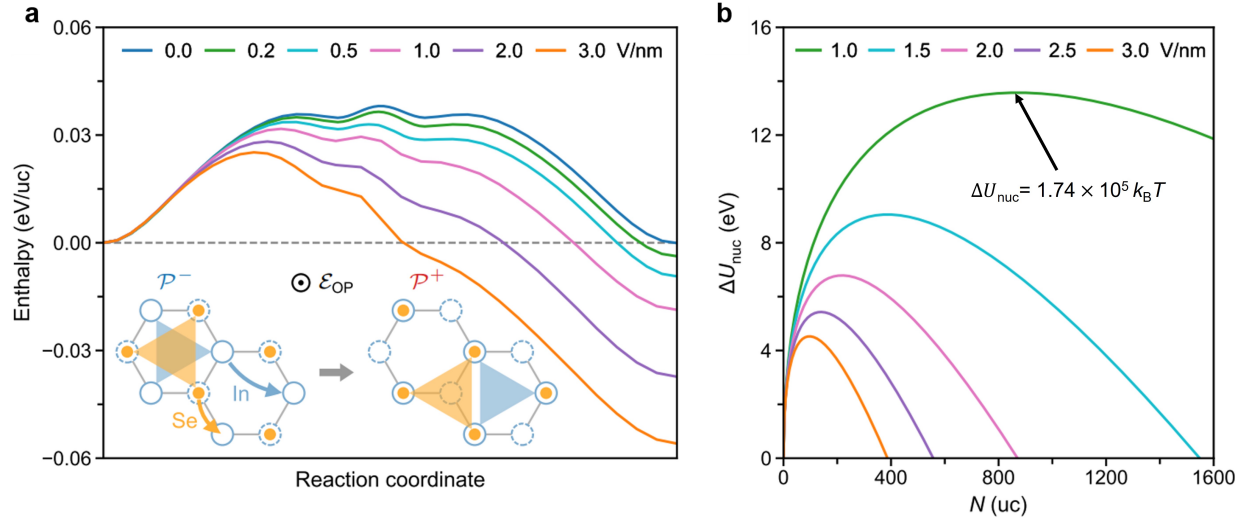 a
0.06
0.03
0.00
−0.03
−0.06
Enthalpy (eV/uc)
0.0 0.2 0.5 1.0 2.0 3.0 V/nm
𝒫⁻
ℰ_OP
𝒫⁺
In
Se
Reaction coordinate
b
16
12
8
4
0
ΔU_nuc (eV)
1.0 1.5 2.0 2.5 3.0 V/nm
ΔU_nuc= 1.74 × 10⁵ k_BT
0 400 800 1200 1600
N (uc)